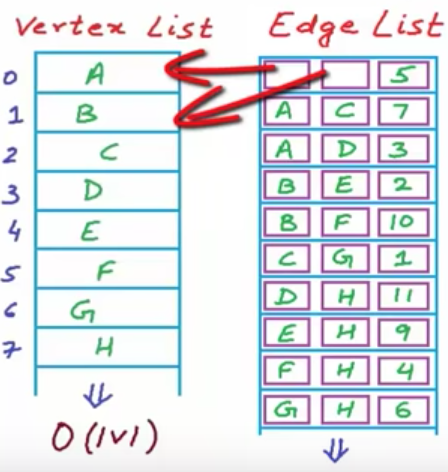 Vertex List
0 A
1 B
2 C
3 D
4 E
5 F
6 G
7 H
O(|V|)
Edge List
5
A C 7
A D 3
B E 2
B F 10
C G 1
D H 11
E H 9
F H 4
G H 6